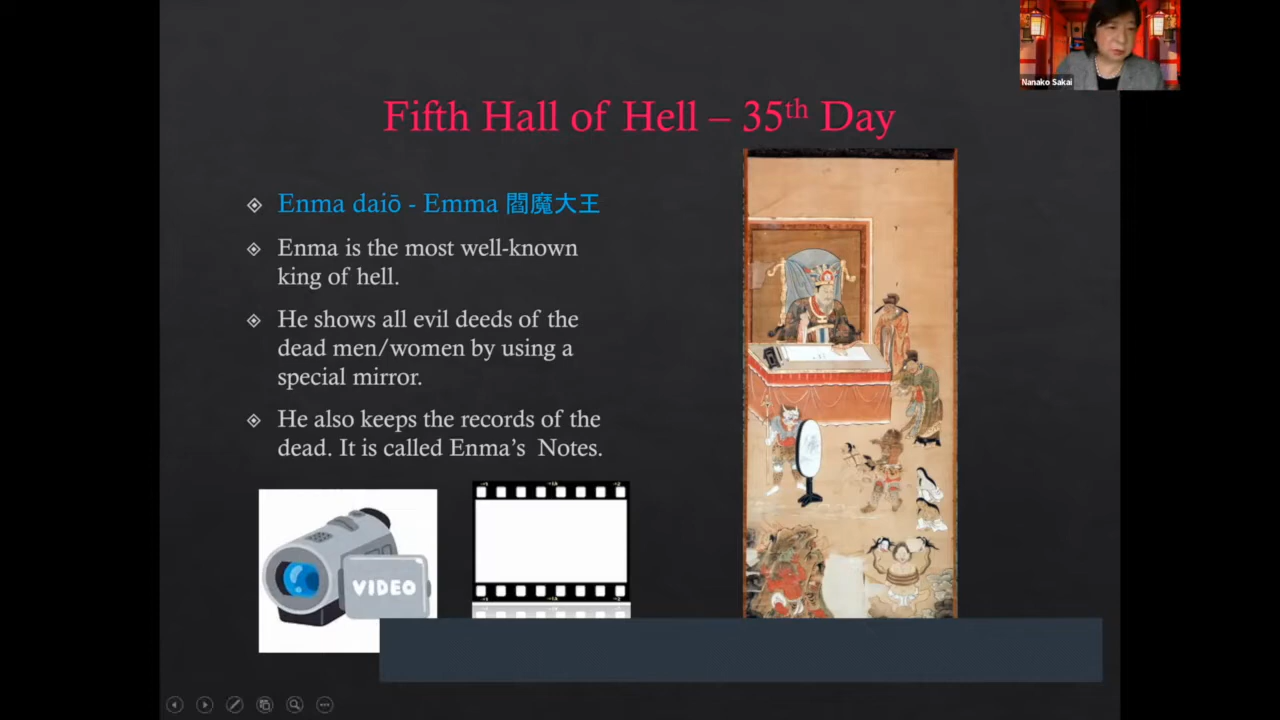 Nanako Sakai
Fifth Hall of Hell – 35th Day
Enma daiō - Emma 閻魔大王
Enma is the most well-known
king of hell.
He shows all evil deeds of the
dead men/women by using a
special mirror.
He also keeps the records of the
dead. It is called Enma's  Notes.
VIDEO